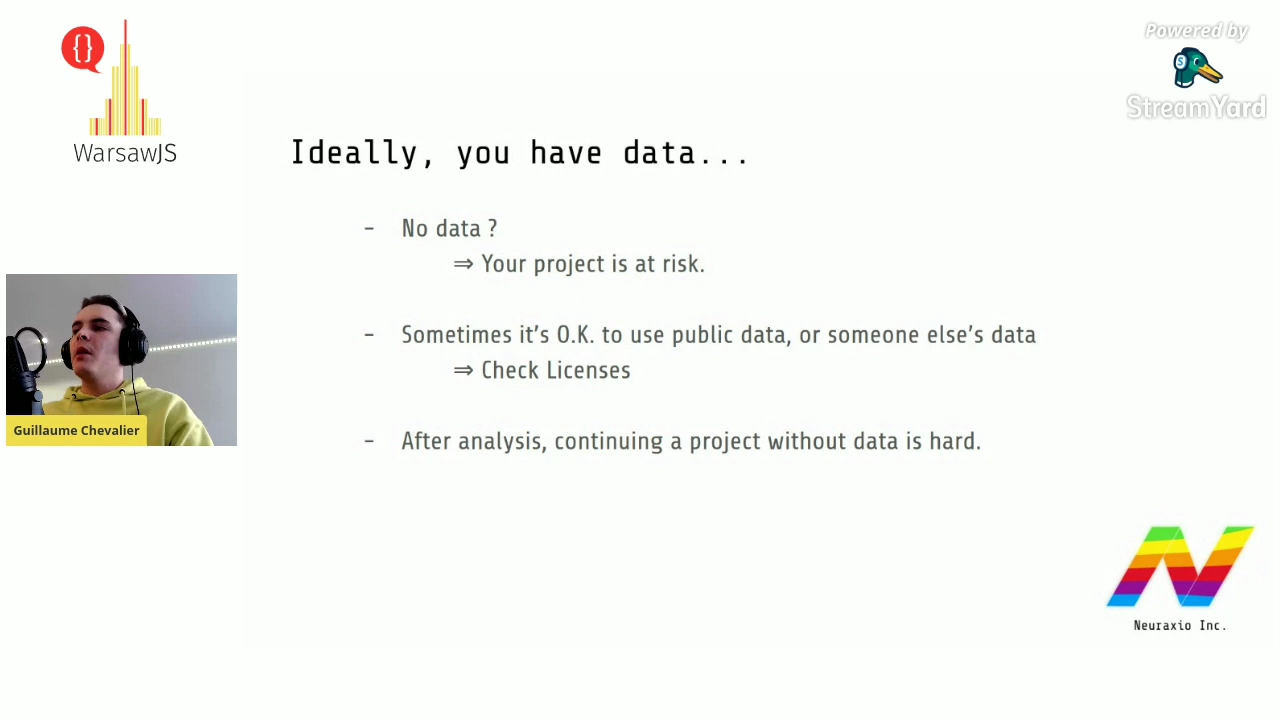 {}
WarsawJS
Powered by
S
StreamYard
Ideally, you have data...
- No data ?
⇒ Your project is at risk.
- Sometimes it’s O.K. to use public data, or someone else’s data
⇒ Check Licenses
- After analysis, continuing a project without data is hard.
Guillaume Chevalier
N
Neuraxio Inc.